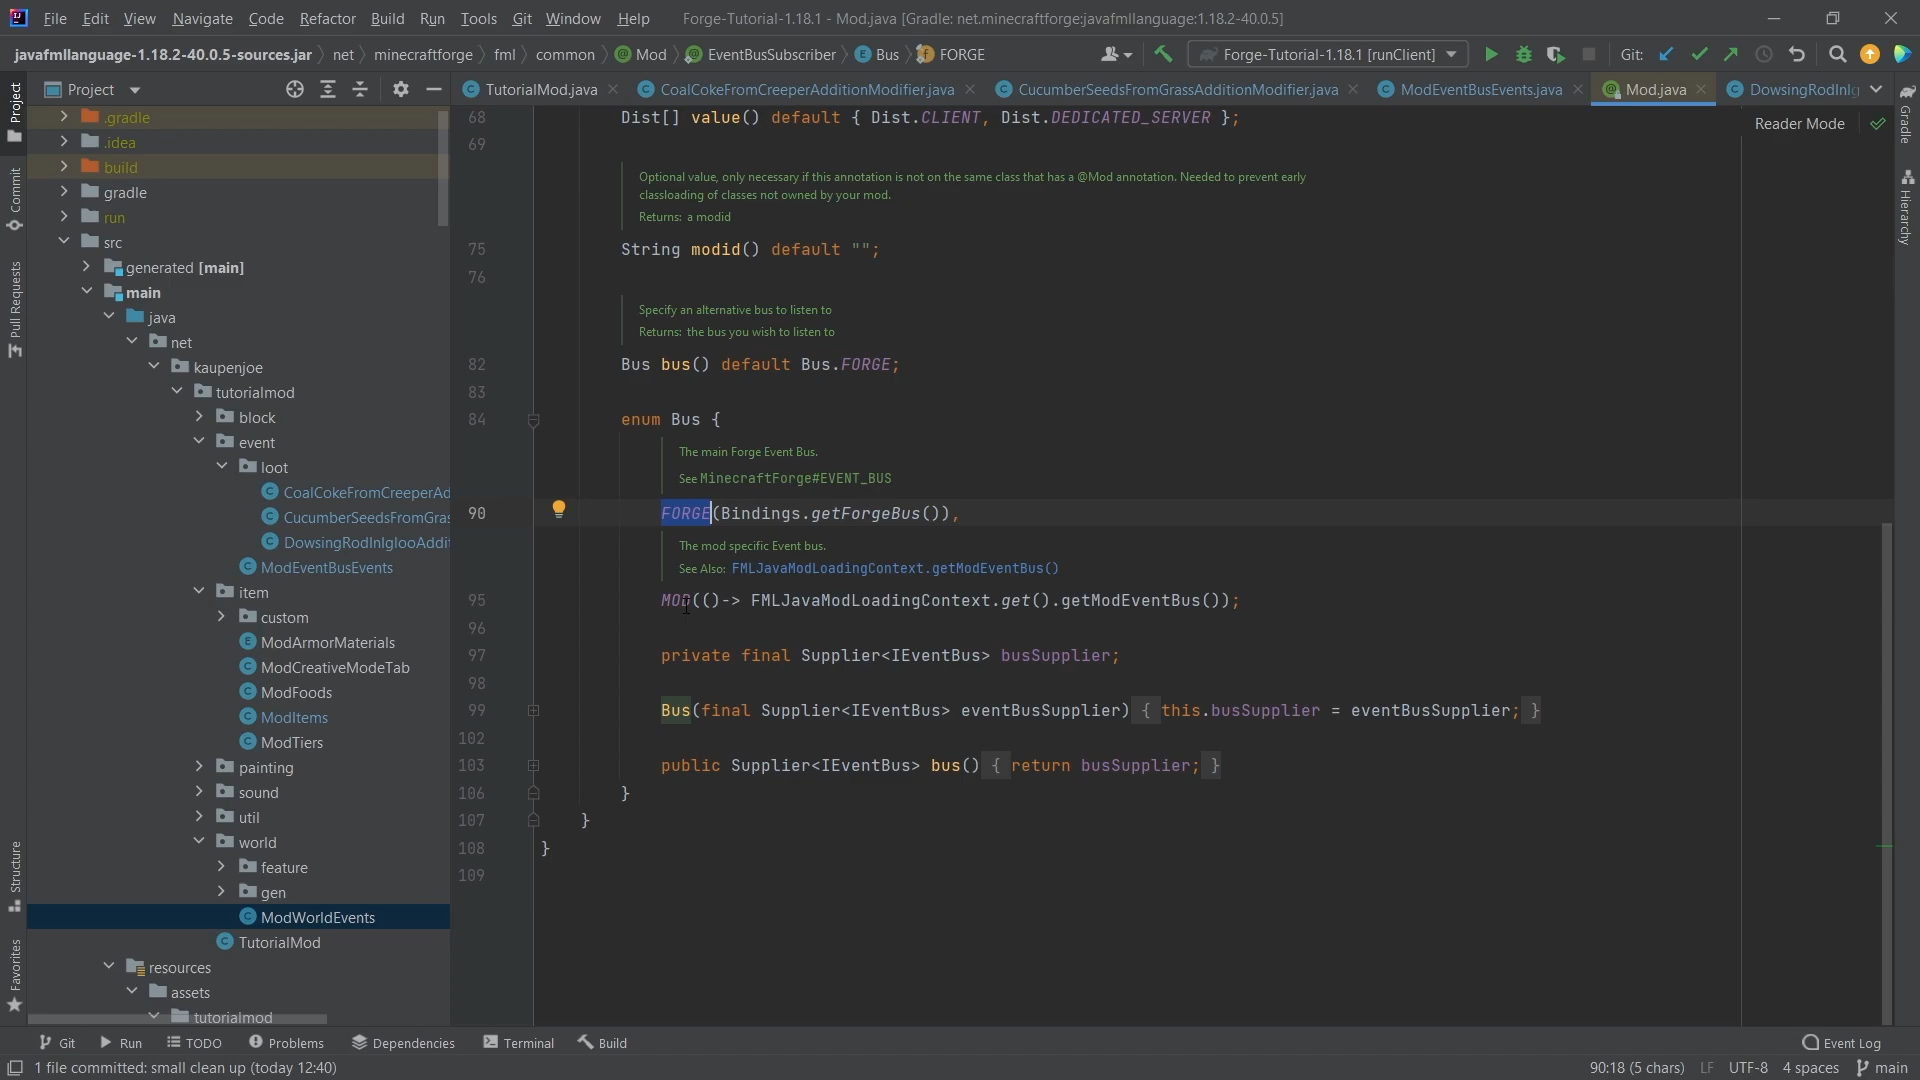 File Edit View Navigate Code Refactor Build Run Tools Git Window Help Forge-Tutorial-1.18.1 - Mod.java [Gradle: net.minecraftforge:javafmllanguage:1.18.2-40.0.5]
javafmllanguage-1.18.2-40.0.5-sources.jar net minecraftforge fml common Mod EventBusSubscriber Bus FORGE Forge-Tutorial-1.18.1 [runClient] Git:
Project TutorialMod.java CoalCokeFromCreeperAdditionModifier.java CucumberSeedsFromGrassAdditionModifier.java ModEventBusEvents.java Mod.java DowsingRodInIg
Reader Mode
Project
Commit
Pull Requests
Structure
Favorites
Gradle
Hierarchy
.gradle
.idea
build
gradle
run
src
generated [main]
main
java
net
kaupenjoe
tutorialmod
block
event
loot
CoalCokeFromCreeperAd
CucumberSeedsFromGras
DowsingRodInIglooAddit
ModEventBusEvents
item
custom
ModArmorMaterials
ModCreativeModeTab
ModFoods
ModItems
ModTiers
painting
sound
util
world
feature
gen
ModWorldEvents
TutorialMod
resources
assets
tutorialmod
68 Dist[] value() default { Dist.CLIENT, Dist.DEDICATED_SERVER };
69
Optional value, only necessary if this annotation is not on the same class that has a @Mod annotation. Needed to prevent early
classloading of classes not owned by your mod.
Returns: a modid
75 String modid() default "";
76
Specify an alternative bus to listen to
Returns: the bus you wish to listen to
82 Bus bus() default Bus.FORGE;
83
84 enum Bus {
The main Forge Event Bus.
See MinecraftForge#EVENT_BUS
90 FORGE(Bindings.getForgeBus()),
The mod specific Event bus.
See Also: FMLJavaModLoadingContext.getModEventBus()
95 MOD(()-> FMLJavaModLoadingContext.get().getModEventBus());
96
97 private final Supplier<IEventBus> busSupplier;
98
99 Bus(final Supplier<IEventBus> eventBusSupplier) { this.busSupplier = eventBusSupplier; }
102
103 public Supplier<IEventBus> bus() { return busSupplier; }
106 }
107 }
108 }
109
Git Run TODO Problems Dependencies Terminal Build Event Log
1 file committed: small clean up (today 12:40) 90:18 (5 chars) LF UTF-8 4 spaces main